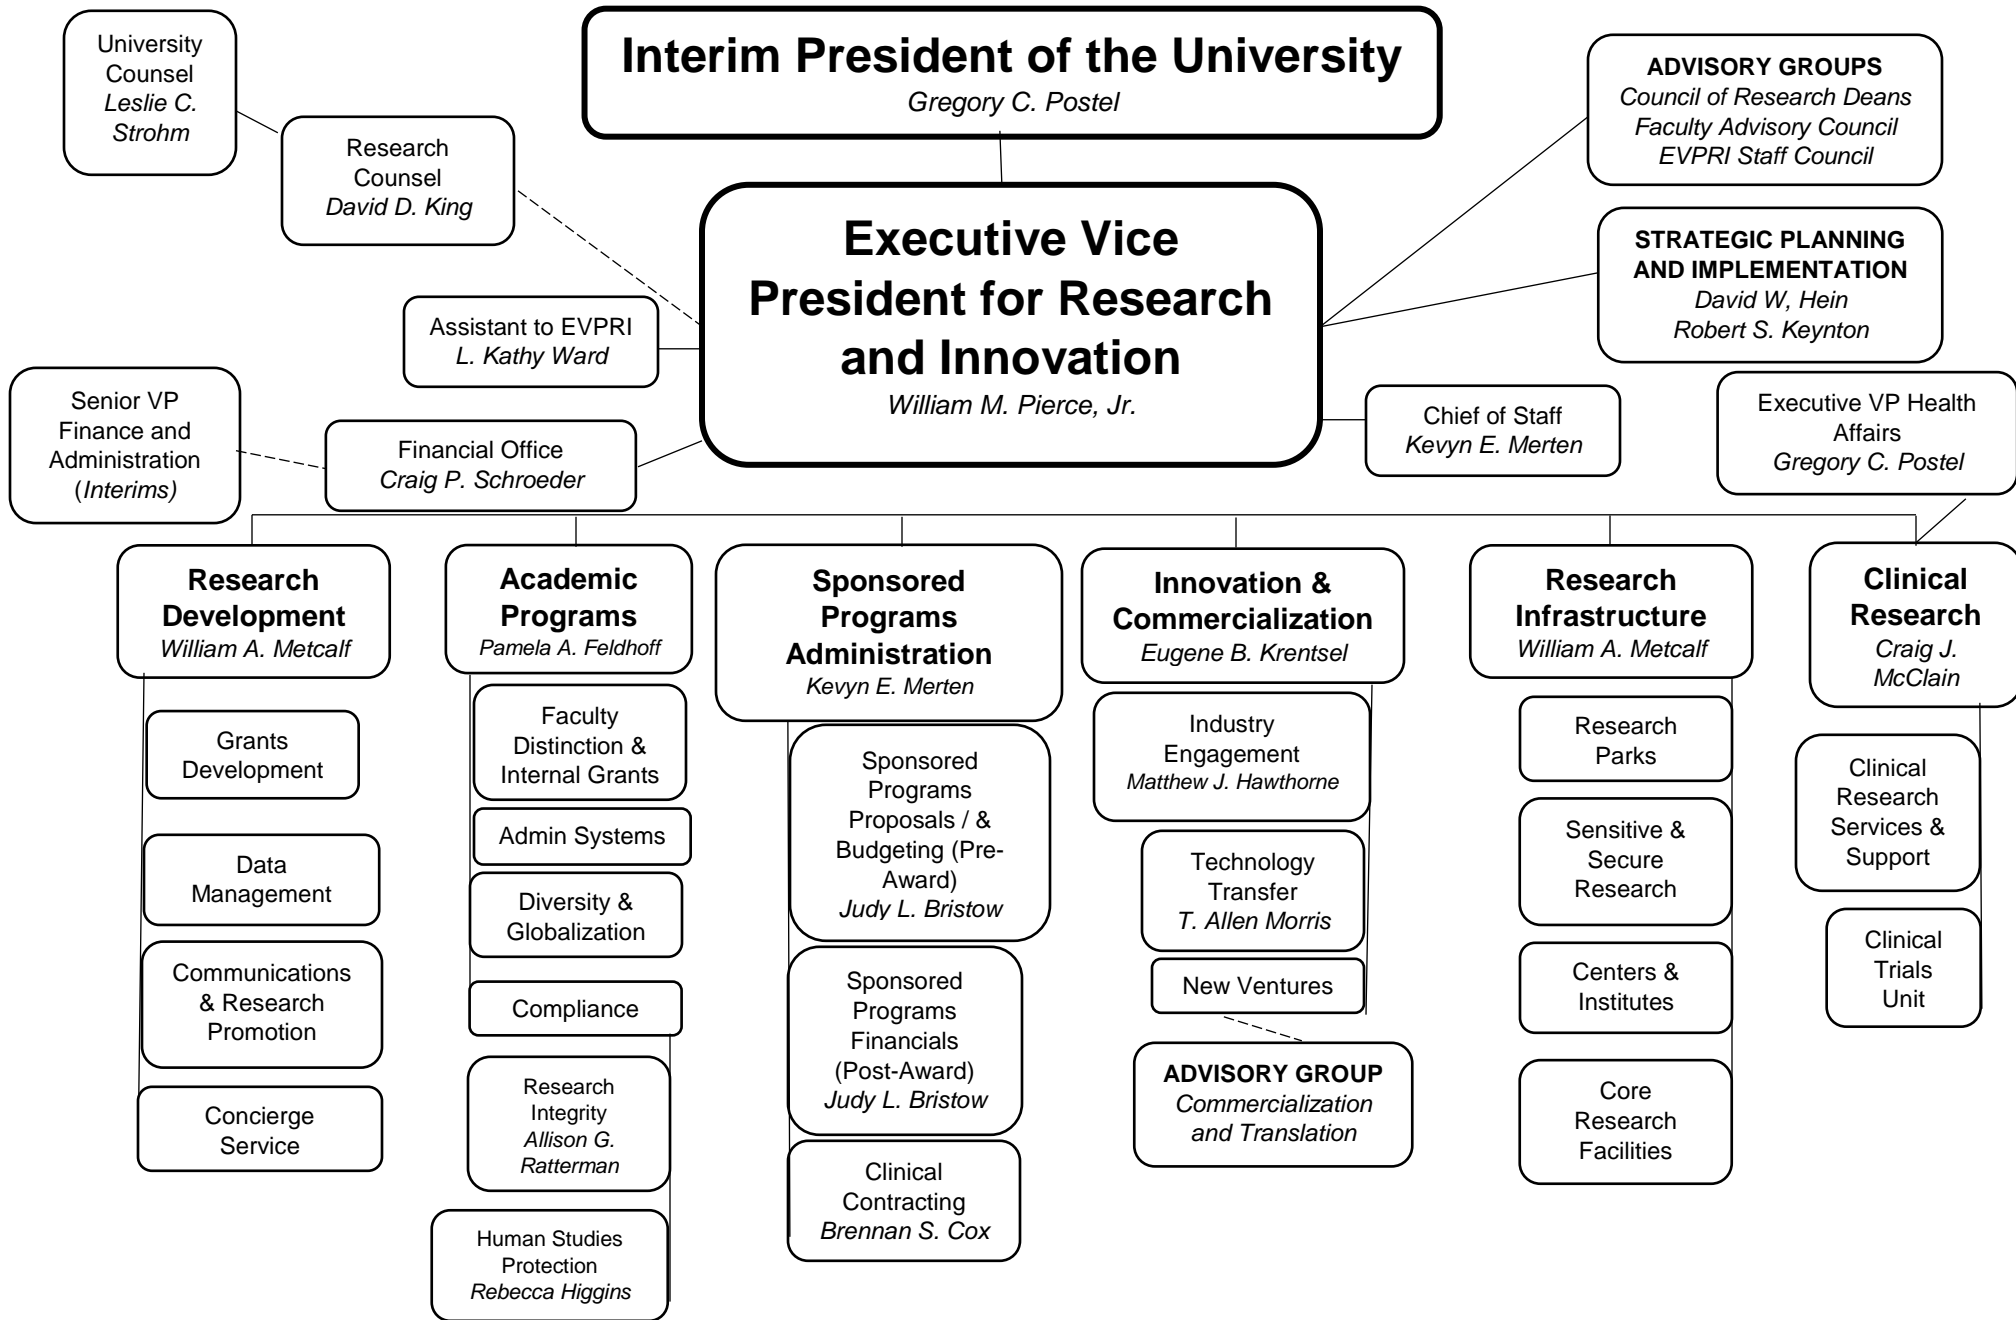 University
Counsel
Leslie C.
Strohm
Interim President of the University
Gregory C. Postel
ADVISORY GROUPS
Council of Research Deans
Faculty Advisory Council
EVPRI Staff Council
Research
Counsel
David D. King
Executive Vice
President for Research
and Innovation
William M. Pierce, Jr.
STRATEGIC PLANNING
AND IMPLEMENTATION
David W, Hein
Robert S. Keynton
Assistant to EVPRI
L. Kathy Ward
Senior VP
Finance and
Administration
(Interims)
Financial Office
Craig P. Schroeder
Chief of Staff
Kevyn E. Merten
Executive VP Health
Affairs
Gregory C. Postel
Research
Development
William A. Metcalf
Grants
Development
Data
Management
Communications
& Research
Promotion
Concierge
Service
Academic
Programs
Pamela A. Feldhoff
Faculty
Distinction &
Internal Grants
Admin Systems
Diversity &
Globalization
Compliance
Research
Integrity
Allison G.
Ratterman
Human Studies
Protection
Rebecca Higgins
Sponsored
Programs
Administration
Kevyn E. Merten
Sponsored
Programs
Proposals / &
Budgeting (Pre-
Award)
Judy L. Bristow
Sponsored
Programs
Financials
(Post-Award)
Judy L. Bristow
Clinical
Contracting
Brennan S. Cox
Innovation &
Commercialization
Eugene B. Krentsel
Industry
Engagement
Matthew J. Hawthorne
Technology
Transfer
T. Allen Morris
New Ventures
ADVISORY GROUP
Commercialization
and Translation
Research
Infrastructure
William A. Metcalf
Research
Parks
Sensitive &
Secure
Research
Centers &
Institutes
Core
Research
Facilities
Clinical
Research
Craig J.
McClain
Clinical
Research
Services &
Support
Clinical
Trials
Unit